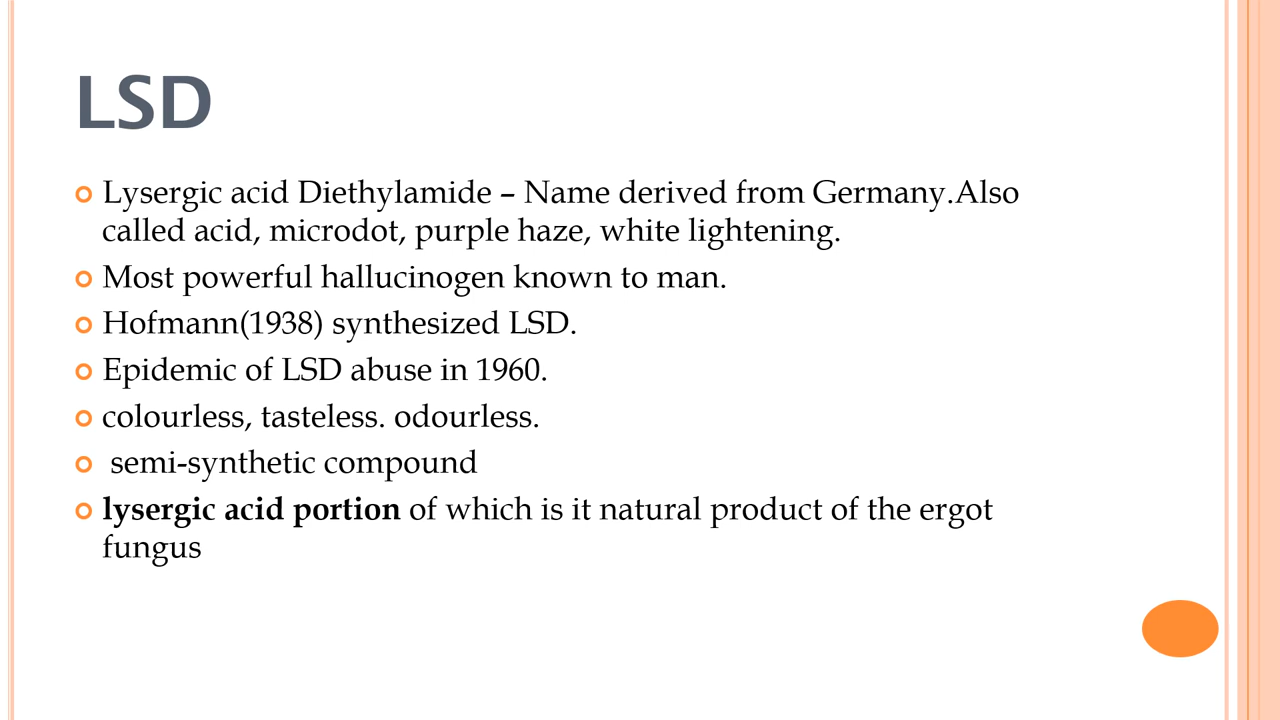 LSD
Lysergic acid Diethylamide – Name derived from Germany.Also
called acid, microdot, purple haze, white lightening.
Most powerful hallucinogen known to man.
Hofmann(1938) synthesized LSD.
Epidemic of LSD abuse in 1960.
colourless, tasteless. odourless.
semi-synthetic compound
lysergic acid portion of which is it natural product of the ergot
fungus